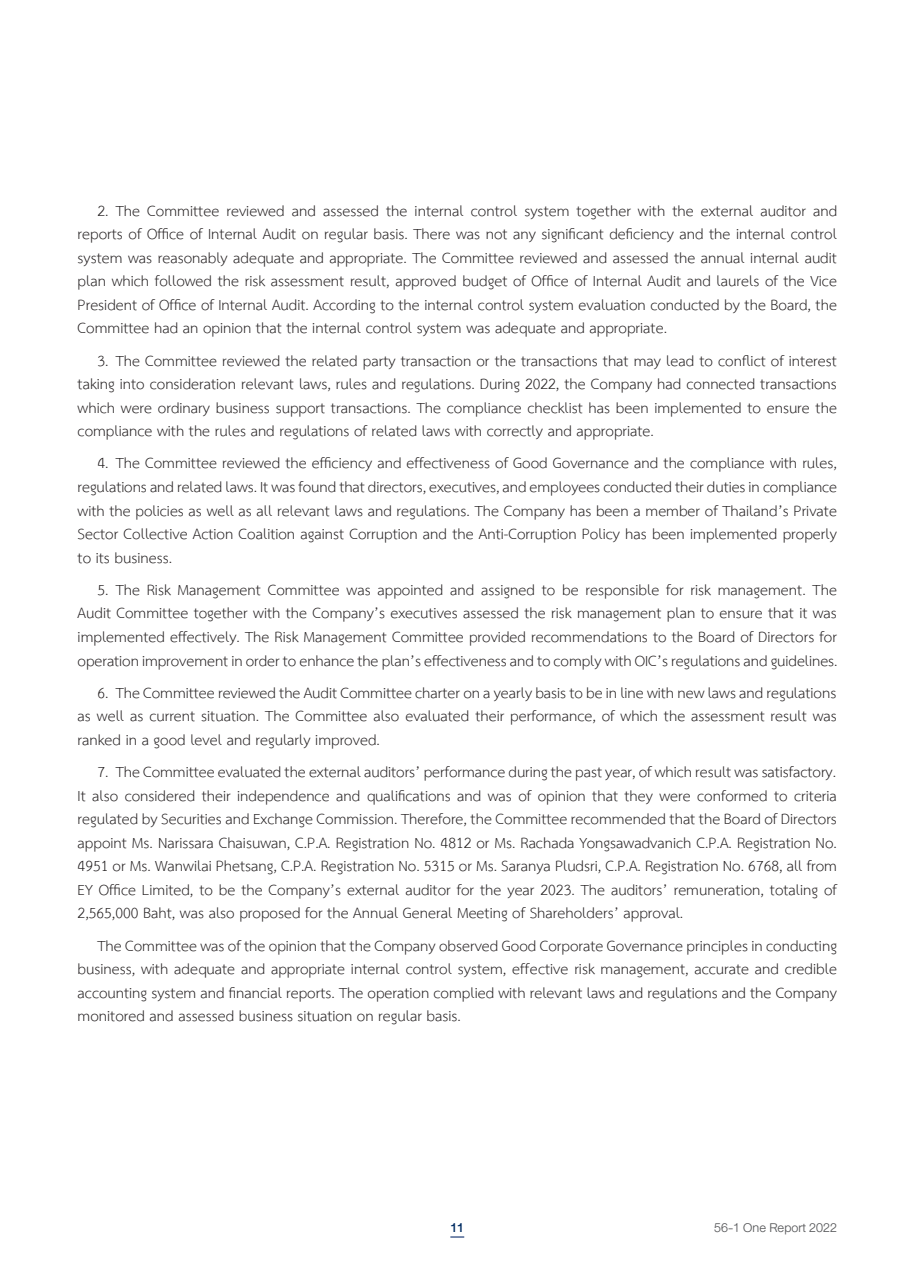 2. The Committee reviewed and assessed the internal control system together with the external auditor and
reports of Office of Internal Audit on regular basis. There was not any significant deficiency and the internal control
system was reasonably adequate and appropriate. The Committee reviewed and assessed the annual internal audit
plan which followed the risk assessment result, approved budget of Office of Internal Audit and laurels of the Vice
President of Office of Internal Audit. According to the internal control system evaluation conducted by the Board, the
Committee had an opinion that the internal control system was adequate and appropriate.
3. The Committee reviewed the related party transaction or the transactions that may lead to conflict of interest
taking into consideration relevant laws, rules and regulations. During 2022, the Company had connected transactions
which were ordinary business support transactions. The compliance checklist has been implemented to ensure the
compliance with the rules and regulations of related laws with correctly and appropriate.
4. The Committee reviewed the efficiency and effectiveness of Good Governance and the compliance with rules,
regulations and related laws. It was found that directors, executives, and employees conducted their duties in compliance
with the policies as well as all relevant laws and regulations. The Company has been a member of Thailand's Private
Sector Collective Action Coalition against Corruption and the Anti-Corruption Policy has been implemented properly
to its business.
5. The Risk Management Committee was appointed and assigned to be responsible for risk management. The
Audit Committee together with the Company's executives assessed the risk management plan to ensure that it was
implemented effectively. The Risk Management Committee provided recommendations to the Board of Directors for
operation improvement in order to enhance the plan's effectiveness and to comply with OIC's regulations and guidelines.
6. The Committee reviewed the Audit Committee charter on a yearly basis to be in line with new laws and regulations
as well as current situation. The Committee also evaluated their performance, of which the assessment result was
ranked in a good level and regularly improved.
7. The Committee evaluated the external auditors' performance during the past year, of which result was satisfactory.
It also considered their independence and qualifications and was of opinion that they were conformed to criteria
regulated by Securities and Exchange Commission. Therefore, the Committee recommended that the Board of Directors
appoint Ms. Narissara Chaisuwan, C.P.A. Registration No. 4812 or Ms. Rachada Yongsawadvanich C.P.A. Registration No.
4951 or Ms. Wanwilai Phetsang, C.P.A. Registration No. 5315 or Ms. Saranya Pludsri, C.P.A. Registration No. 6768, all from
EY Office Limited, to be the Company's external auditor for the year 2023. The auditors' remuneration, totaling of
2,565,000 Baht, was also proposed for the Annual General Meeting of Shareholders' approval.
The Committee was of the opinion that the Company observed Good Corporate Governance principles in conducting
business, with adequate and appropriate internal control system, effective risk management, accurate and credible
accounting system and financial reports. The operation complied with relevant laws and regulations and the Company
monitored and assessed business situation on regular basis.
11
56-1 One Report 2022